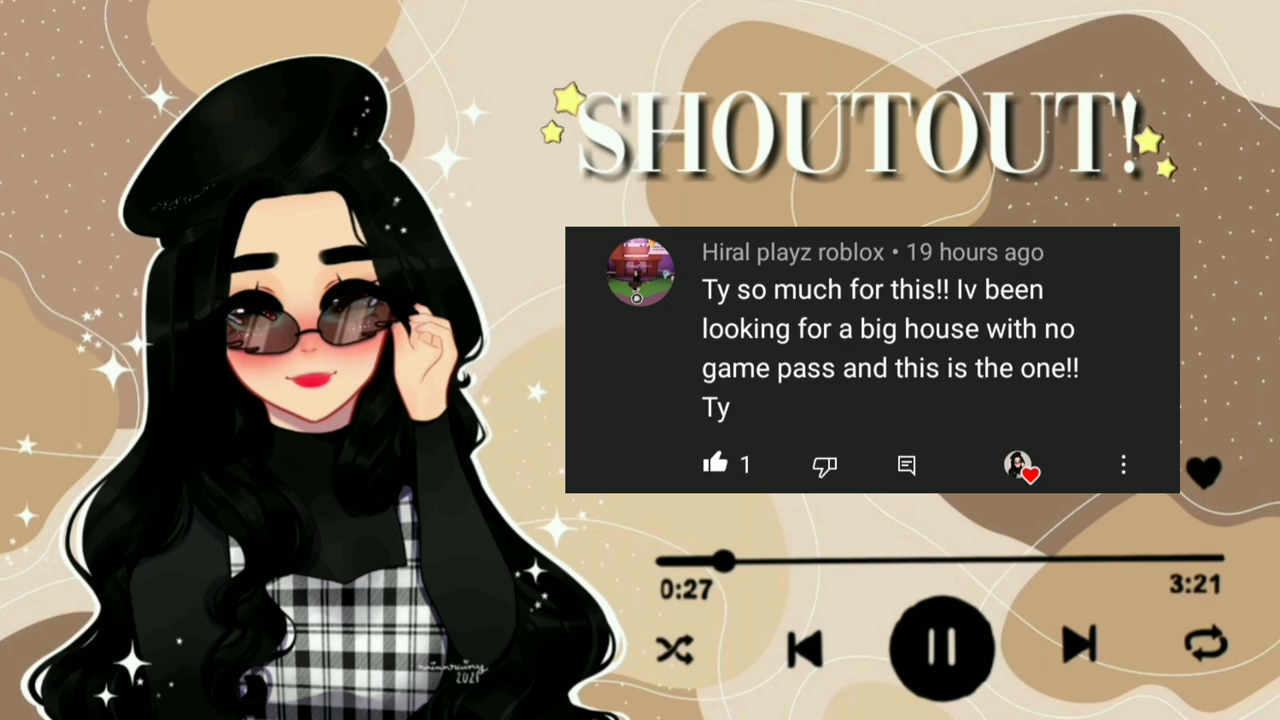 SHOUTOUT!
Hiral playz roblox • 19 hours ago
Ty so much for this!! Iv been
looking for a big house with no
game pass and this is the one!!
Ty
1
0:27
3:21
2021